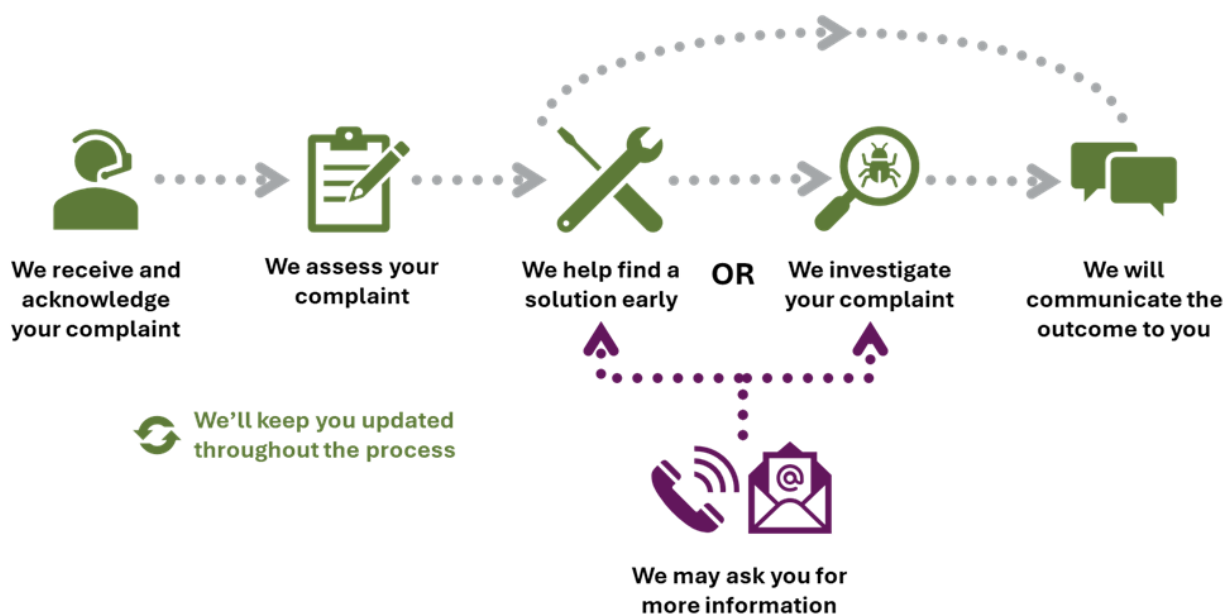 We receive and
acknowledge
your complaint
We assess your
complaint
We help find a
solution early
OR
We investigate
your complaint
We will
communicate the
outcome to you
We'll keep you updated
throughout the process
@
We may ask you for
more information